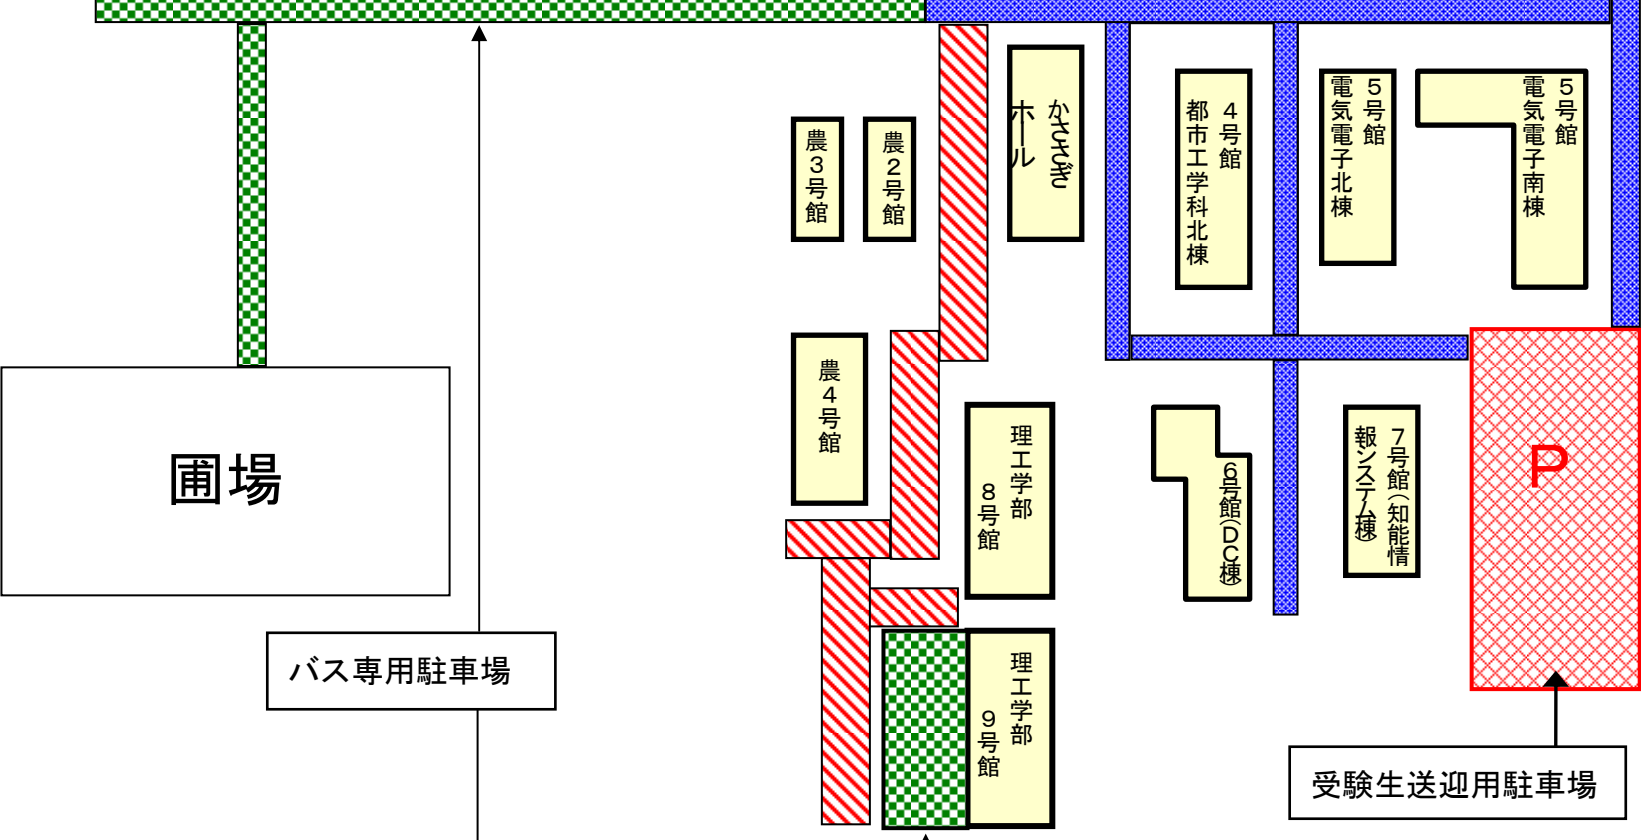 農３号館
農２号館
かささぎ
ホール
４号館
都市工学科北棟
５号館
電気電子北棟
５号館
電気電子南棟
圃場
農４号館
理工学部
８号館
６号館（ＤＣ棟）
７号館（知能情
報システム棟）
P
バス専用駐車場
理工学部
９号館
受験生送迎用駐車場